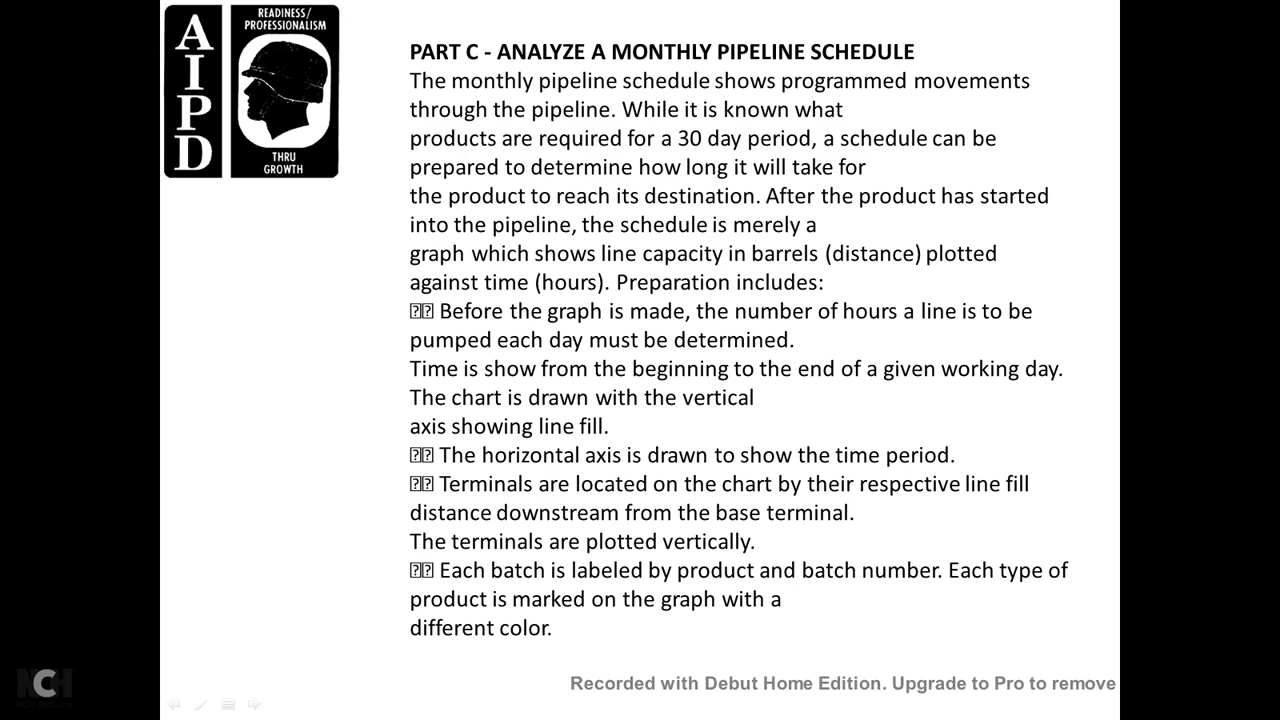 A
I
P
D
READINESS/
PROFESSIONALISM
THRU
GROWTH
PART C - ANALYZE A MONTHLY PIPELINE SCHEDULE
The monthly pipeline schedule shows programmed movements
through the pipeline. While it is known what
products are required for a 30 day period, a schedule can be
prepared to determine how long it will take for
the product to reach its destination. After the product has started
into the pipeline, the schedule is merely a
graph which shows line capacity in barrels (distance) plotted
against time (hours). Preparation includes:
⍰⍰ Before the graph is made, the number of hours a line is to be
pumped each day must be determined.
Time is show from the beginning to the end of a given working day.
The chart is drawn with the vertical
axis showing line fill.
⍰⍰ The horizontal axis is drawn to show the time period.
⍰⍰ Terminals are located on the chart by their respective line fill
distance downstream from the base terminal.
The terminals are plotted vertically.
⍰⍰ Each batch is labeled by product and batch number. Each type of
product is marked on the graph with a
different color.
NCH
NCH Software
Recorded with Debut Home Edition. Upgrade to Pro to remove